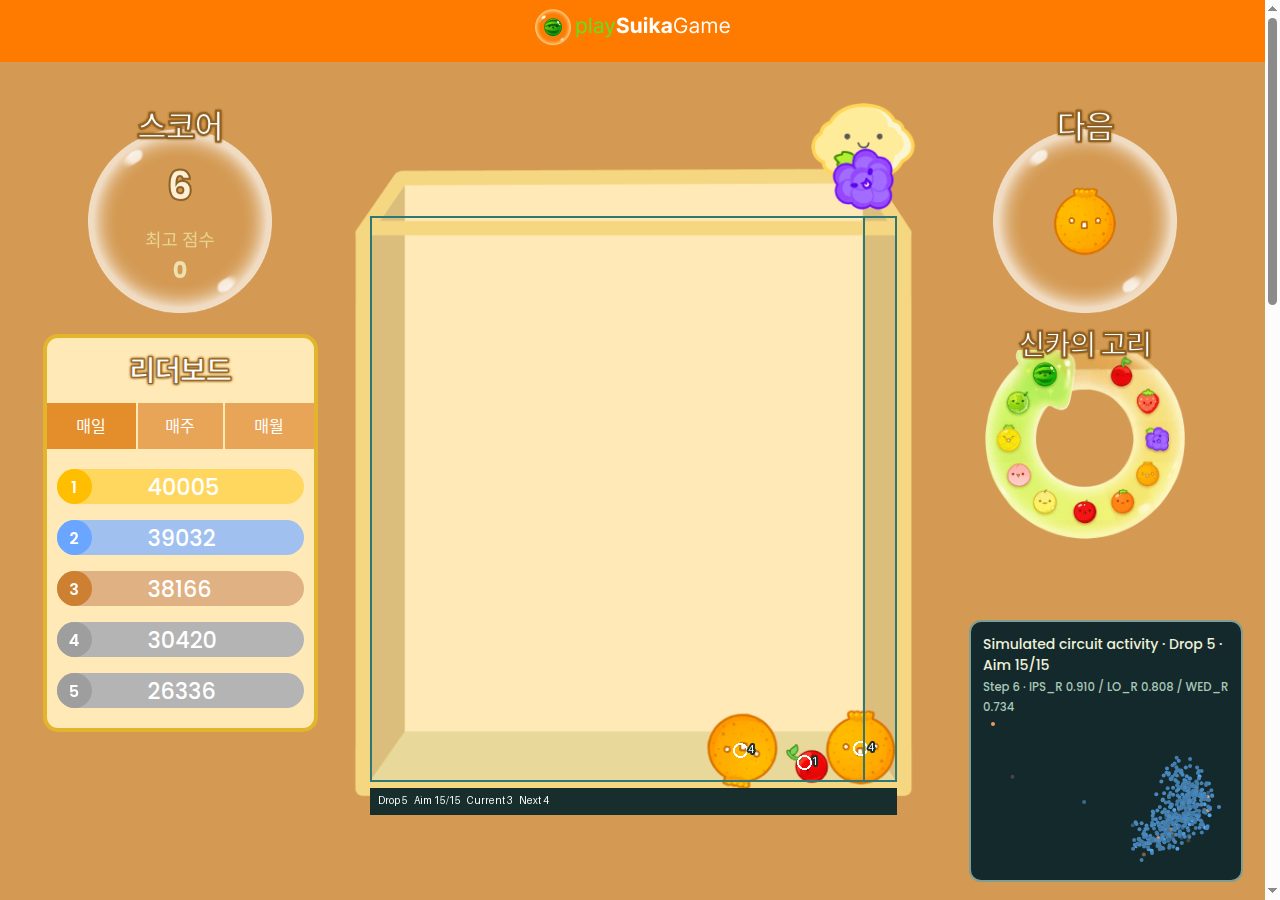 playSuikaGame
스코어
6
최고 점수
0
다음
리더보드
매일 매주 매월
1 40005
2 39032
3 38166
4 30420
5 26336
신카의 고리
4
1
4
Drop 5 Aim 15/15 Current 3 Next 4
Simulated circuit activity · Drop 5 ·
Aim 15/15
Step 6 · IPS_R 0.910 / LO_R 0.808 / WED_R
0.734